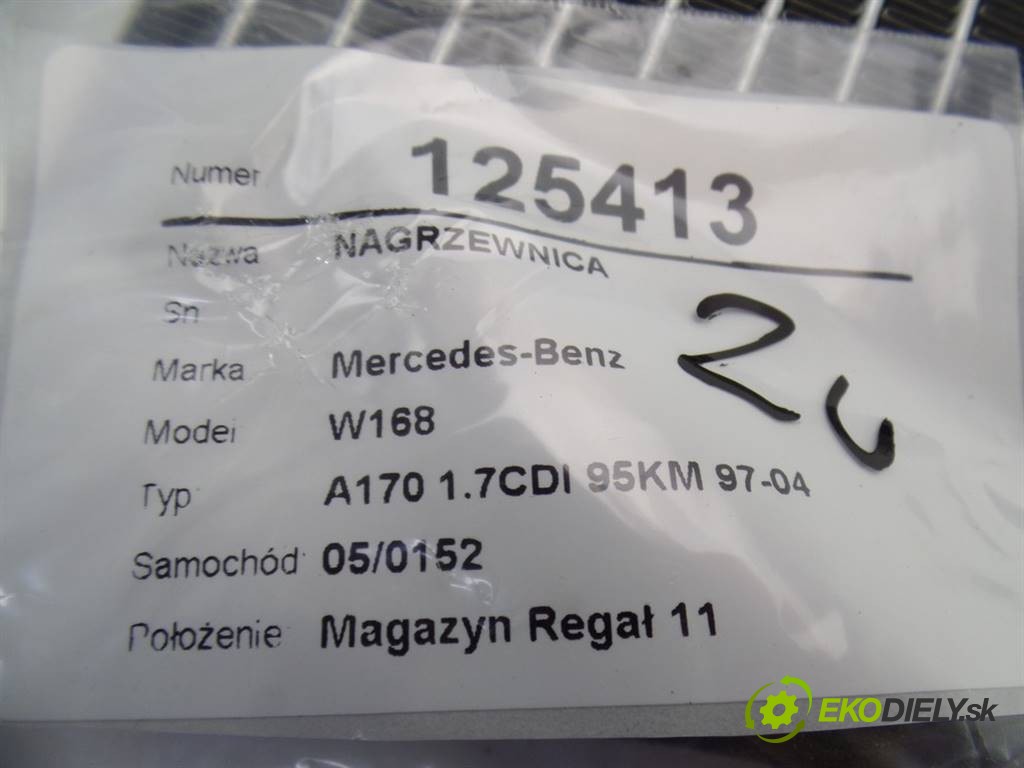 Numer 125413
Nazwa NAGRZEWNICA
Sn
Marka Mercedes-Benz
Model W168
Typ A170 1.7CDI 95KM 97-04
Samochód 05/0152
Położenie Magazyn Regał 11
EKODIELY.sk